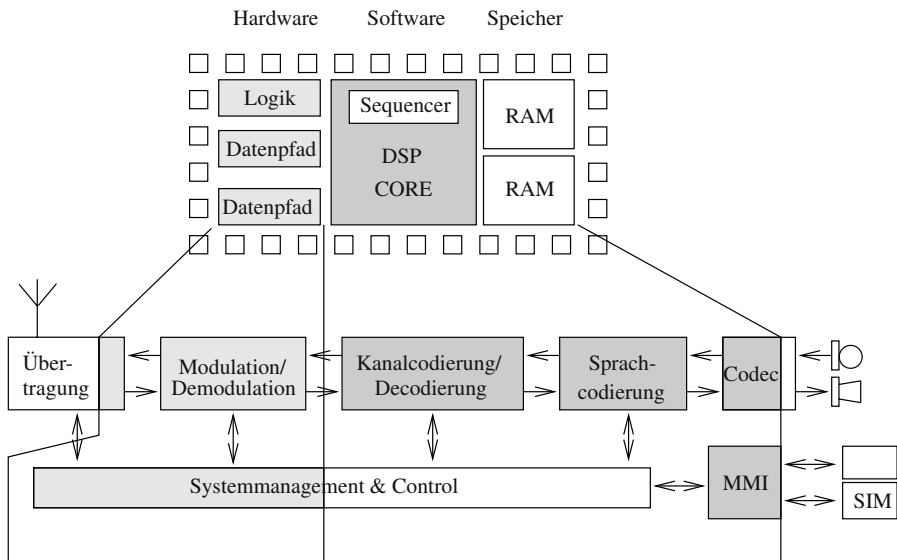 Hardware Software Speicher
Logik
Sequencer
RAM
Datenpfad
DSP
CORE
RAM
Datenpfad
Über-
tragung
Modulation/
Demodulation
Kanalcodierung/
Decodierung
Sprach-
codierung
Codec
Systemmanagement & Control
MMI
SIM